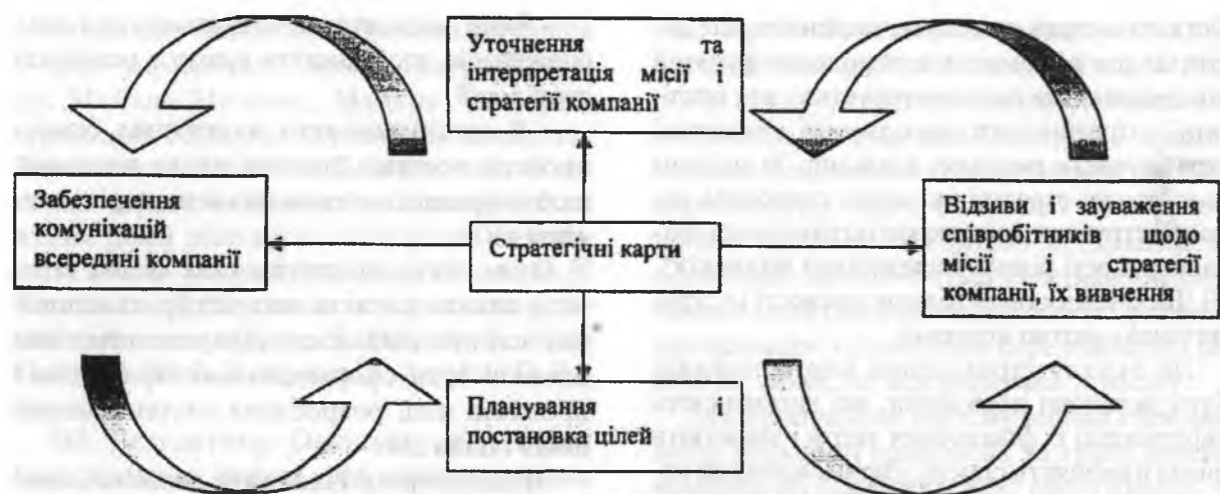 Уточнення та
інтерпретація місії і
стратегії компанії
Забезпечення
комунікацій
всередині компанії
Стратегічні карти
Відзиви і зауваження
співробітників щодо
місії і стратегії
компанії, їх вивчення
Планування і
постановка цілей